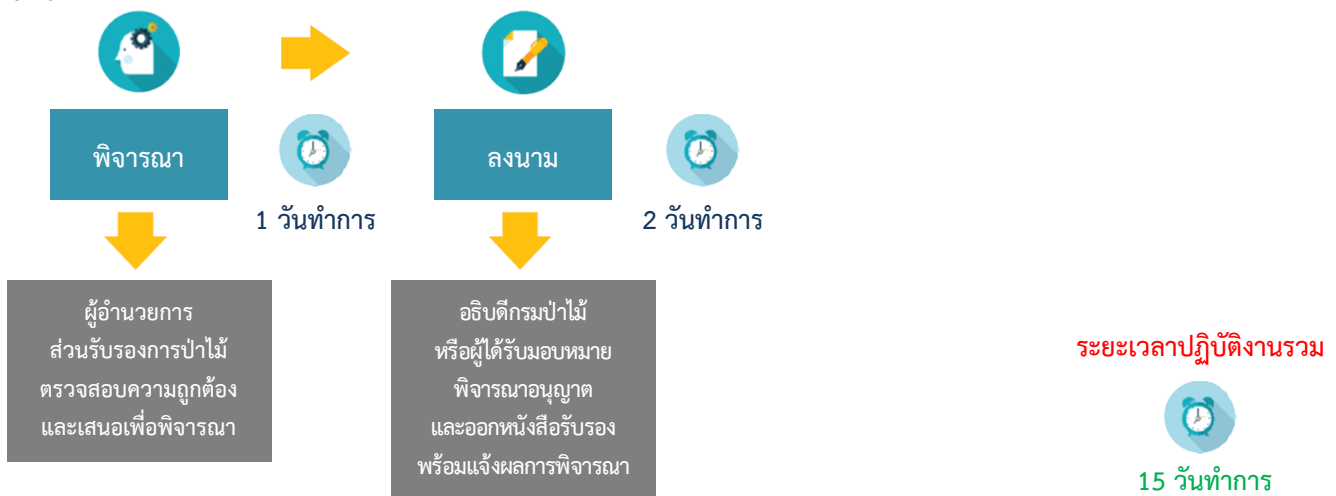 พิจารณา
1 วันทำการ
ผู้อำนวยการ
ส่วนรับรองการป่าไม้
ตรวจสอบความถูกต้อง
และเสนอเพื่อพิจารณา
ลงนาม
2 วันทำการ
อธิบดีกรมป่าไม้
หรือผู้ได้รับมอบหมาย
พิจารณาอนุญาต
และออกหนังสือรับรอง
พร้อมแจ้งผลการพิจารณา
ระยะเวลาปฏิบัติงานรวม
15 วันทำการ